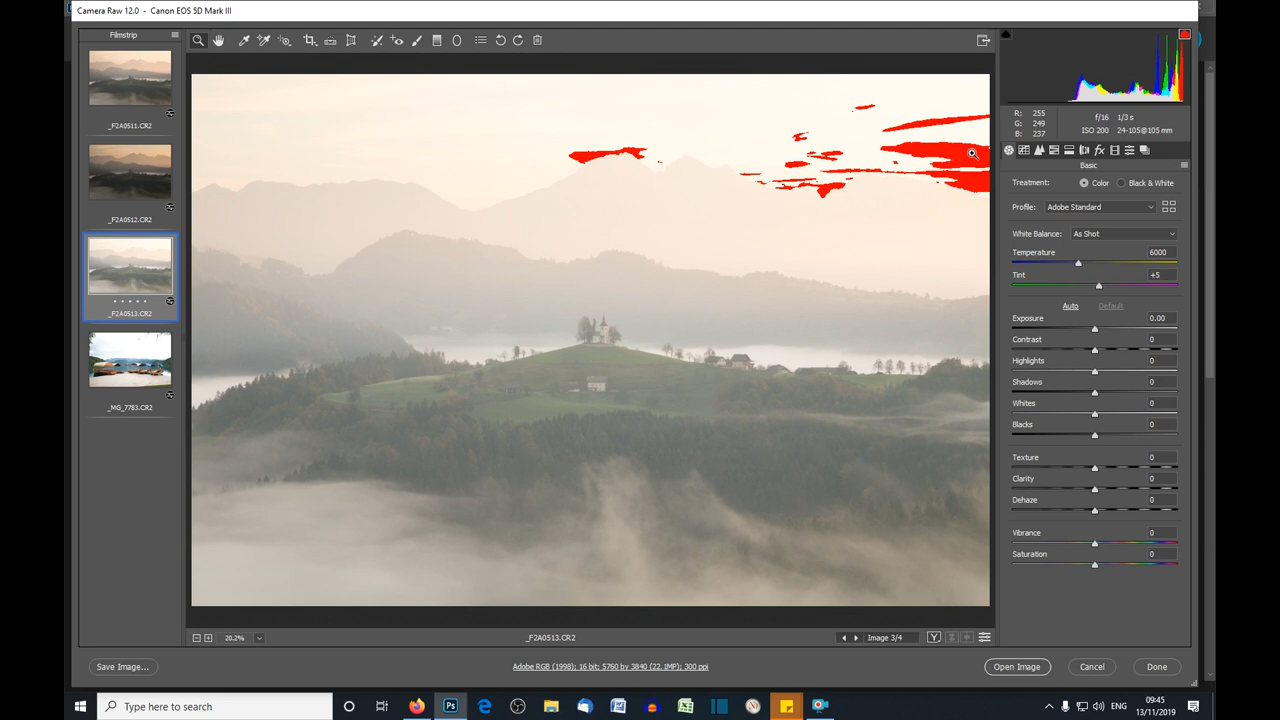 Camera Raw 12.0 - Canon EOS 5D Mark III
Filmstrip
_F2A0511.CR2
_F2A0512.CR2
_F2A0513.CR2
_MG_7783.CR2
R: 255
G: 249
B: 237
f/16 1/3 s
ISO 200 24-105@105 mm
fx
Basic
Treatment: Color Black & White
Profile: Adobe Standard
White Balance: As Shot
Temperature 6000
Tint +5
Auto Default
Exposure 0.00
Contrast 0
Highlights 0
Shadows 0
Whites 0
Blacks 0
Texture 0
Clarity 0
Dehaze 0
Vibrance 0
Saturation 0
20.2% _F2A0513.CR2 Image 3/4 Y
Save Image... Adobe RGB (1998); 16 bit; 5760 by 3840 (22.1MP); 300 ppi Open Image Cancel Done
Type here to search
Ps
ENG
09:45
13/11/2019